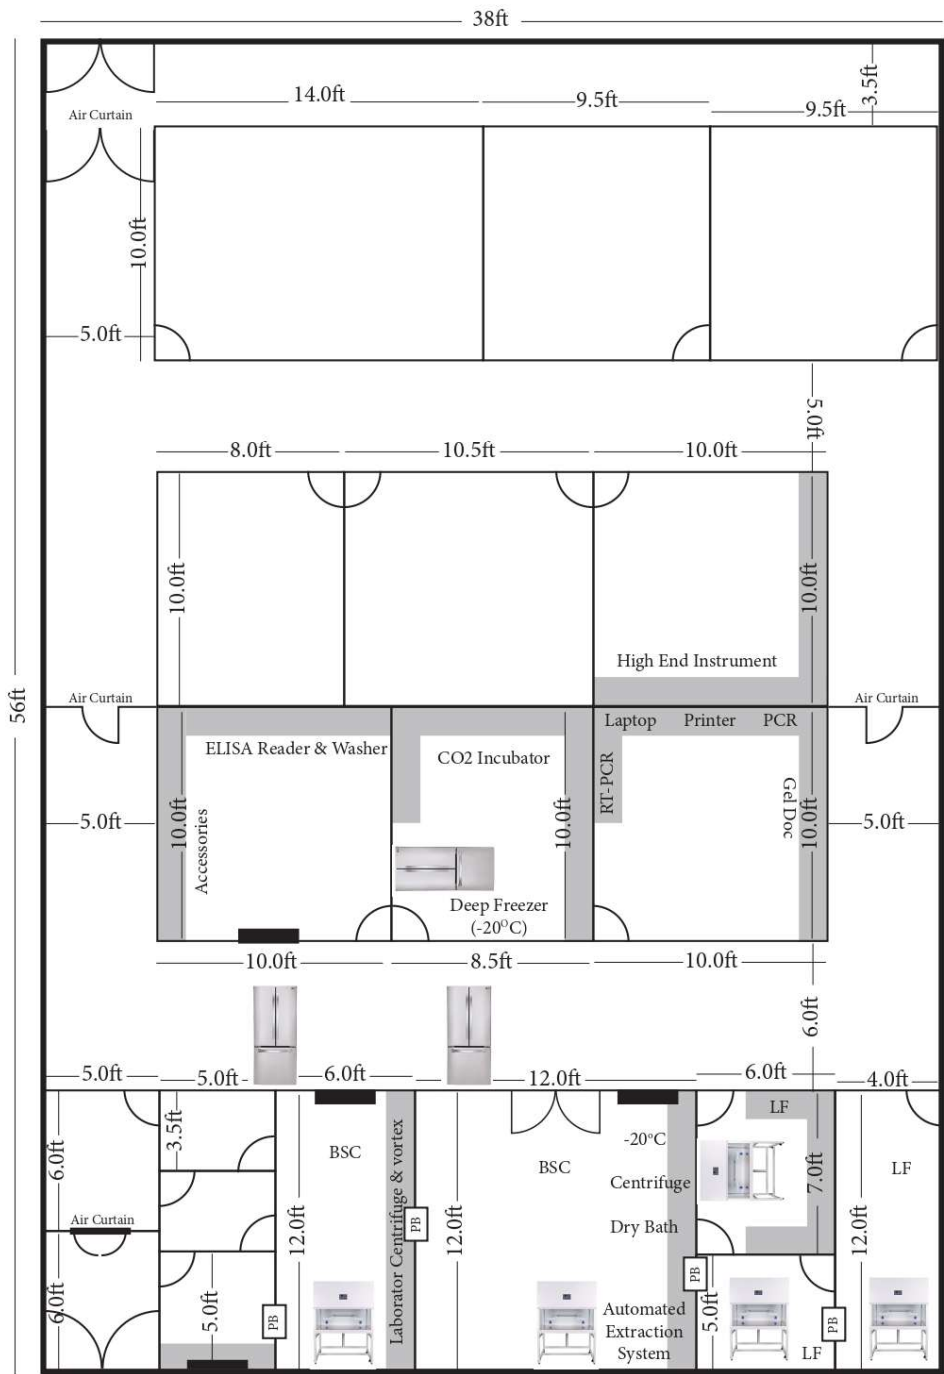 38ft
14.0ft
9.5ft
9.5ft
3.5ft
Air Curtain
10.0ft
5.0ft
5.0ft
8.0ft
10.5ft
10.0ft
56ft
10.0ft
10.0ft
High End Instrument
Air Curtain
Air Curtain
Laptop
Printer
PCR
ELISA Reader & Washer
CO2 Incubator
RT-PCR
Gel Doc
5.0ft
10.0ft
Accessories
10.0ft
10.0ft
5.0ft
Deep Freezer
(-20⁰C)
10.0ft
8.5ft
10.0ft
6.0ft
5.0ft
5.0ft
6.0ft
12.0ft
6.0ft
4.0ft
6.0ft
3.5ft
BSC
Laborator Centrifuge & vortex
BSC
-20°C
LF
7.0ft
LF
Centrifuge
Air Curtain
12.0ft
PB
12.0ft
Dry Bath
12.0ft
6.0ft
5.0ft
PB
PB
5.0ft
PB
Automated
Extraction
System
LF